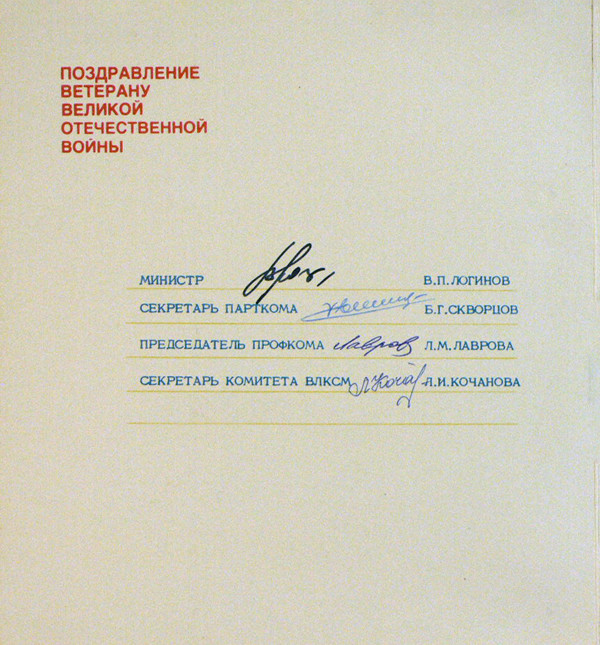 ПОЗДРАВЛЕНИЕ
ВЕТЕРАНУ
ВЕЛИКОЙ
ОТЕЧЕСТВЕННОЙ
ВОЙНЫ
МИНИСТР В.П.ЛОГИНОВ
СЕКРЕТАРЬ ПАРТКОМА Б.Г.СКВОРЦОВ
ПРЕДСЕДАТЕЛЬ ПРОФКОМА Лавров Л.М.ЛАВРОВА
СЕКРЕТАРЬ КОМИТЕТА ВЛКСМ Л.И.КОЧАНОВА